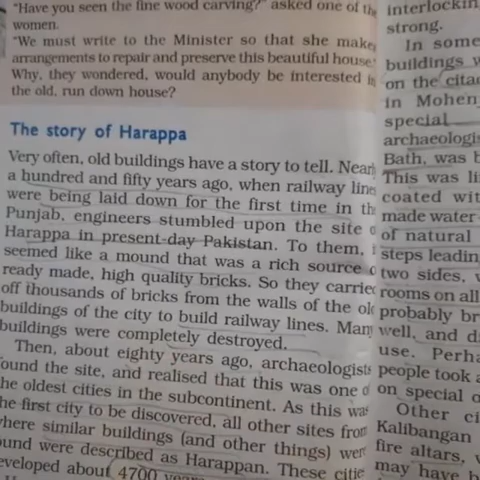 "Have you seen the fine wood carving?" asked one of the
women.
"We must write to the Minister so that she makes
arrangements to repair and preserve this beautiful house."
Why, they wondered, would anybody be interested in
the old, run down house?
The story of Harappa
Very often, old buildings have a story to tell. Nearly
a hundred and fifty years ago, when railway lines
were being laid down for the first time in the
Punjab, engineers stumbled upon the site of
Harappa in present-day Pakistan. To them, it
seemed like a mound that was a rich source of
ready made, high quality bricks. So they carried
off thousands of bricks from the walls of the old
buildings of the city to build railway lines. Many
buildings were completely destroyed.
Then, about eighty years ago, archaeologists
found the site, and realised that this was one of
the oldest cities in the subcontinent. As this was
the first city to be discovered, all other sites from
where similar buildings (and other things) were
found were described as Harappan. These cities
developed about 4700 years
interlockin
strong.
In some
buildings w
on the cita
in Mohen
special
archaeologis
Bath, was b
This was li
coated wit
made water
of natural
steps leadin
two sides, w
rooms on all
probably br
well, and d
use. Perha
people took a
on special o
Other ci
Kalibangan
fire altars, w
may have b